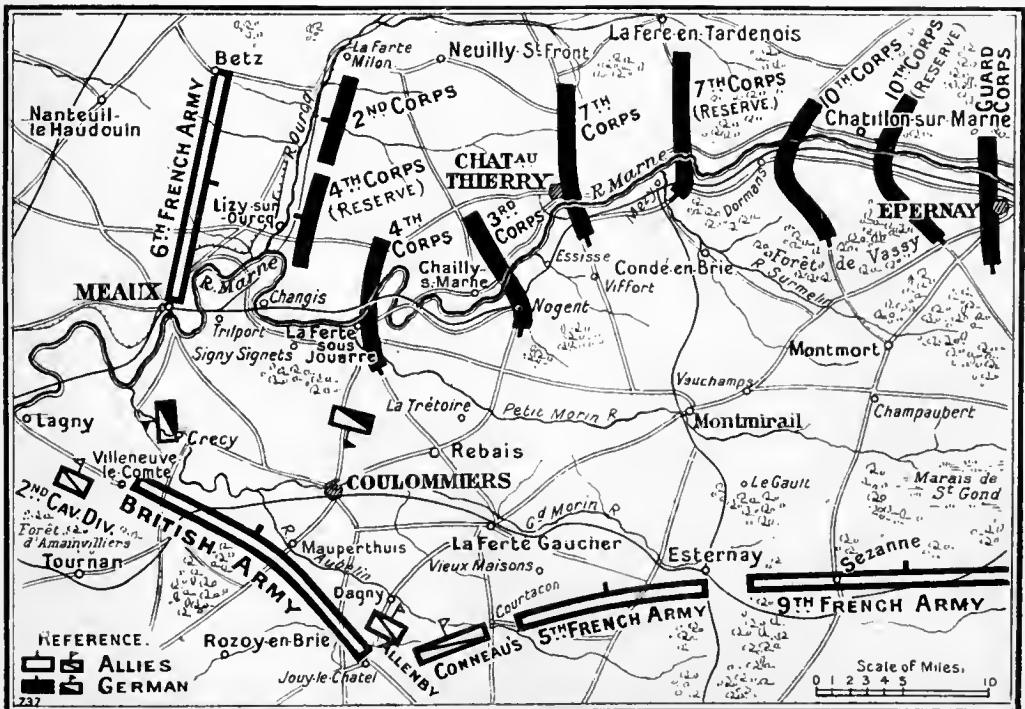 La Fere-en-Tardenois
10TH CORPS
10TH CORPS
(RESERVE)
GUARD
CORPS
Betz
La Farte
Milon
Neuilly-St Front
Nanteuil-
le Haudouin
6TH FRENCH ARMY
R. Ourcq
2ND CORPS
7TH
CORPS
7TH CORPS
(RESERVE)
Chatillon-sur-Marne
Lizy-sur
-Ourcq
4TH CORPS
(RESERVE)
CHATAU
THIERRY
R. Marne
Mezy
Dormans
EPERNAY
4TH
CORPS
3RD
CORPS
Essisse
Viffort
Condé-en-Brie
Forêt de Vassy
R Surmelin
R. Marne
Chailly-
s. Marne
MEAUX
Changis
Nogent
Trilport
Signy Signets
La Ferte
sous
Jouarre
Montmort
Vauchamps
Lagny
La Trétoire
Petit Morin R
Montmirail
Champaubert
Crecy
Villeneuve
le-Comte
Rebais
COULOMMIERS
2ND CAV. DIV.
BRITISH ARMY
Le Gault
Marais de
St Gond
Forêt
d'Amainvilliers
Tournan
Gd Morin R
R Aubelin
Mauperthuis
La Ferté Gaucher
Vieux Maisons
Esternay
Sezanne
Dagny
Courtacon
5TH FRENCH ARMY
9TH FRENCH ARMY
Rozoy-en-Brie
ALLENBY
CONNEAU'S
Jouy-le-Chatel
REFERENCE.
ALLIES
GERMAN
Scale of Miles.
0 1 2 3 4 5 10
737